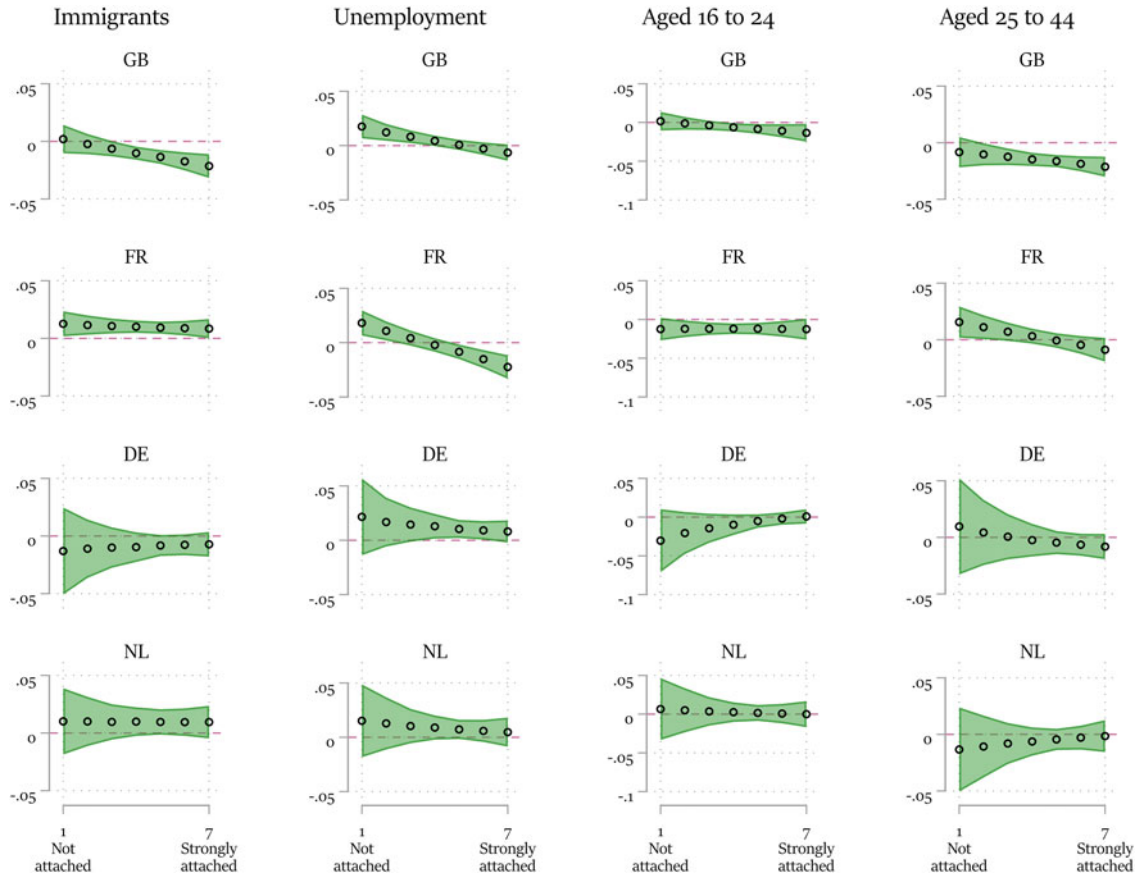 Immigrants Unemployment Aged 16 to 24 Aged 25 to 44
GB GB GB GB
.05 .05 .05 .05
0 0 0 0
-.05 -.05 -.05 -.05
-.1
FR FR FR FR
.05 .05 .05 .05
0 0 0 0
-.05 -.05 -.05 -.05
-.1
DE DE DE DE
.05 .05 .05 .05
0 0 0 0
-.05 -.05 -.05 -.05
-.1
NL NL NL NL
.05 .05 .05 .05
0 0 0 0
-.05 -.05 -.05 -.05
-.1
1 7 1 7 1 7 1 7
Not Strongly Not Strongly Not Strongly Not Strongly
attached attached attached attached attached attached attached attached